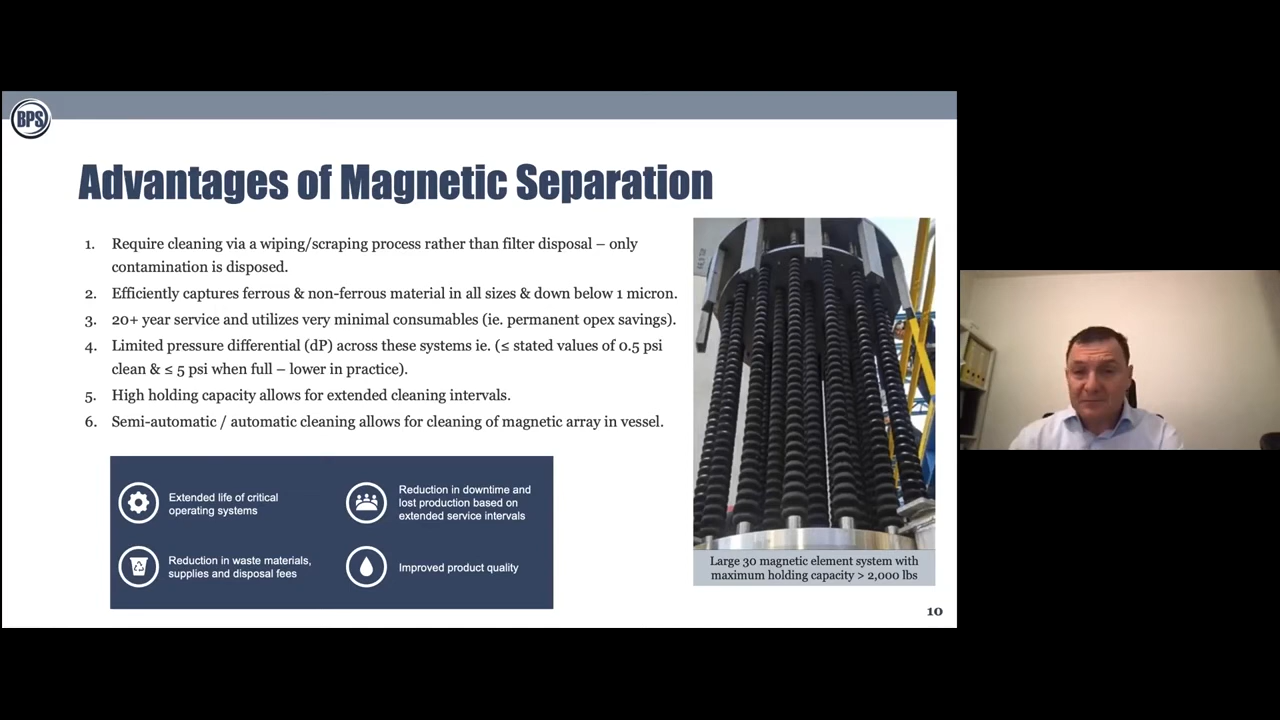 BPS
Advantages of Magnetic Separation
1. Require cleaning via a wiping/scraping process rather than filter disposal – only
contamination is disposed.
2. Efficiently captures ferrous & non-ferrous material in all sizes & down below 1 micron.
3. 20+ year service and utilizes very minimal consumables (ie. permanent opex savings).
4. Limited pressure differential (dP) across these systems ie. (≤ stated values of 0.5 psi
clean & ≤ 5 psi when full – lower in practice).
5. High holding capacity allows for extended cleaning intervals.
6. Semi-automatic / automatic cleaning allows for cleaning of magnetic array in vessel.
Extended life of critical
operating systems
Reduction in downtime and
lost production based on
extended service intervals
Reduction in waste materials,
supplies and disposal fees
Improved product quality
Large 30 magnetic element system with
maximum holding capacity > 2,000 lbs
10